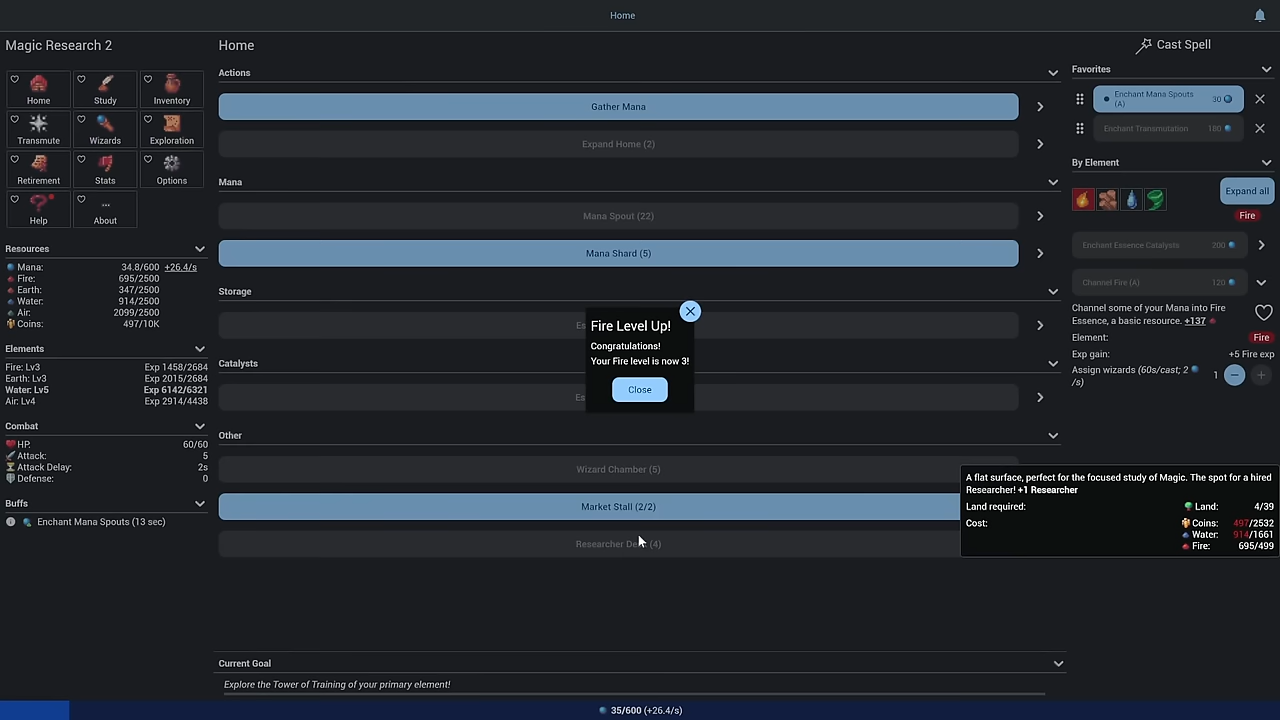 Home
Magic Research 2
Home
Study
Inventory
Transmute
Wizards
Exploration
Retirement
Stats
Options
Help
About
Resources
Mana: 34.8/600 +26.4/s
Fire: 695/2500
Earth: 347/2500
Water: 914/2500
Air: 2099/2500
Coins: 497/10K
Elements
Fire: Lv3 Exp 1458/2684
Earth: Lv3 Exp 2015/2684
Water: Lv5 Exp 6142/6321
Air: Lv4 Exp 2914/4438
Combat
HP: 60/60
Attack: 5
Attack Delay: 2s
Defense: 0
Buffs
Enchant Mana Spouts (13 sec)
Home
Actions
Gather Mana
Expand Home (2)
Mana
Mana Spout (22)
Mana Shard (5)
Storage
Es
Catalysts
Es
Other
Wizard Chamber (5)
Market Stall (2/2)
Researcher De (4)
Fire Level Up!
Congratulations!
Your Fire level is now 3!
Close
Current Goal
Explore the Tower of Training of your primary element!
Cast Spell
Favorites
Enchant Mana Spouts
(A)
30
Enchant Transmutation 180
By Element
Expand all
Fire
Enchant Essence Catalysts 200
Channel Fire (A) 120
Channel some of your Mana into Fire
Essence, a basic resource. +137
Element: Fire
Exp gain: +5 Fire exp
Assign wizards (60s/cast; 2
/s)
1
A flat surface, perfect for the focused study of Magic. The spot for a hired
Researcher! +1 Researcher
Land required: Land: 4/39
Cost: Coins: 497/2532
Water: 914/1661
Fire: 695/499
35/600 (+26.4/s)